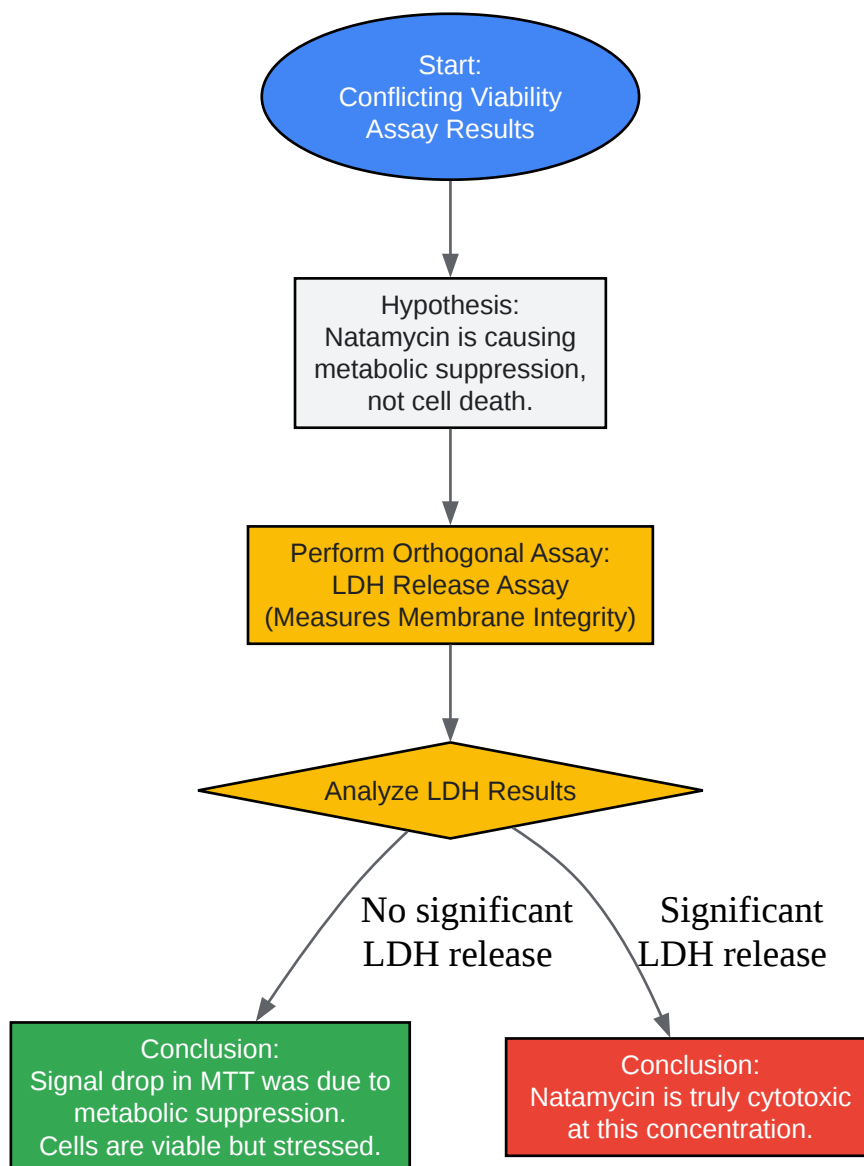 Start:
Conflicting Viability
Assay Results
Hypothesis:
Natamycin is causing
metabolic suppression,
not cell death.
Perform Orthogonal Assay:
LDH Release Assay
(Measures Membrane Integrity)
Analyze LDH Results
No significant
LDH release
Significant
LDH release
Conclusion:
Signal drop in MTT was due to
metabolic suppression.
Cells are viable but stressed.
Conclusion:
Natamycin is truly cytotoxic
at this concentration.